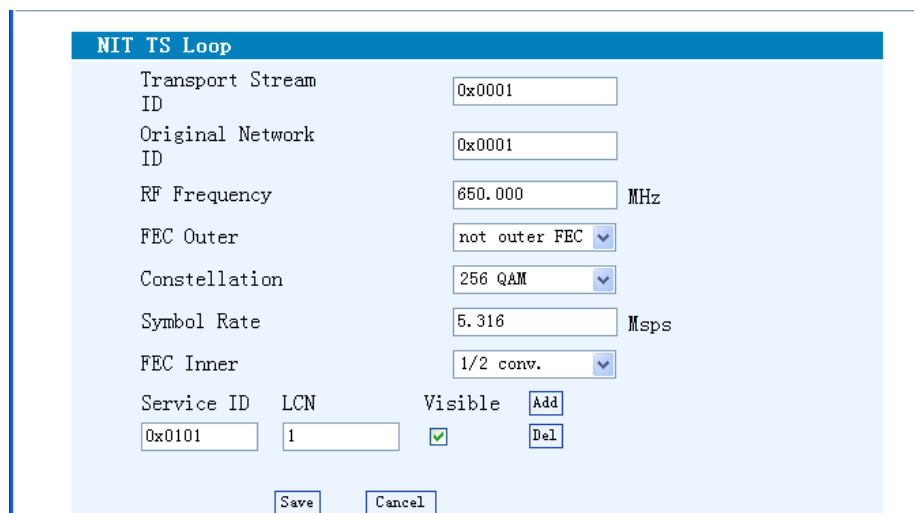 NIT TS Loop
Transport Stream
ID
0x0001
Original Network
ID
0x0001
RF Frequency 650.000 MHz
FEC Outer not outer FEC
Constellation 256 QAM
Symbol Rate 5.316 Msps
FEC Inner 1/2 conv.
Service ID LCN Visible Add
0x0101 1 Del
Save Cancel